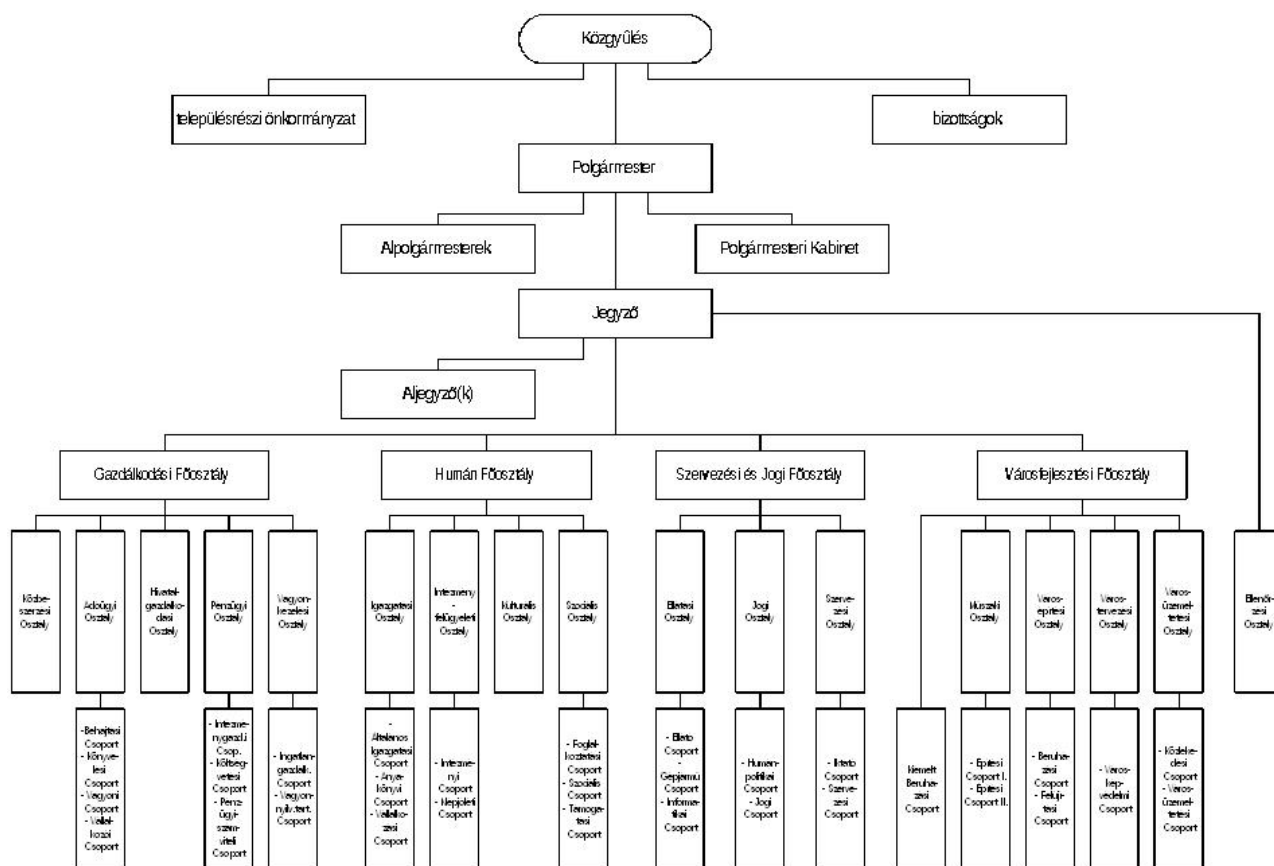 Közgyűlés
településrészi önkormányzat
bizottságok
Polgármester
Alpolgármesterek
Polgármesteri Kabinet
Jegyző
Aljegyző(k)
Gazdálkodási Főosztály
Humán Főosztály
Szervezési és Jogi Főosztály
Városfejlesztési Főosztály
Közbe-
szerzési
Osztály
Adóügyi
Osztály
Hivatal-
gazdálko-
dási
Osztály
Pénzügyi
Osztály
Vagyon-
kezelési
Osztály
Igazgatási
Osztály
Intézmény
-
felügyeleti
Osztály
Kulturális
Osztály
Szociális
Osztály
Ellátási
Osztály
Jogi
Osztály
Szerve-
zési
Osztály
Műszaki
Osztály
Város-
építési
Osztály
Város-
tervezési
Osztály
Város-
üzemel-
tetési
Osztály
Ellenőr-
zési
Osztály
- Behajtási
Csoport
- Könyve-
lési
Csoport
- Vagyoni
Csoport
- Vállal-
kozói
Csoport
- Intézmé-
nygazd.i
Csop.
- Költség-
vetési
Csoport
- Pénz-
ügyi-
szám-
viteli
Csoport
- Ingatlan-
gazdálk.
Csoport
- Vagyon-
nyilv.tart.
Csoport
-
Általános
Igazgatási
Csoport
- Anya-
könyvi
Csoport
- Vállalko-
zási
Csoport
- Intézmé-
nyi
Csoport
- Népjóléti
Csoport
- Foglal-
koztatási
Csoport
- Szociális
Csoport
- Támoga-
tási
Csoport
- Ellátó
Csoport
-
Gépjármű
Csoport
- Informa-
tikai
Csoport
- Humán-
politikai
Csoport
- Jogi
Csoport
- Iktató
Csoport
- Szerve-
zési
Csoport
Kiemelt
Beruhá-
zási
Csoport
- Építési
Csoport I.
- Építési
Csoport II.
- Beruhá-
zási
Csoport
- Felújí-
tási
Csoport
- Város-
kép-
védelmi
Csoport
- Közleke-
dési
Csoport
- Város-
üzemel-
tetési
Csoport